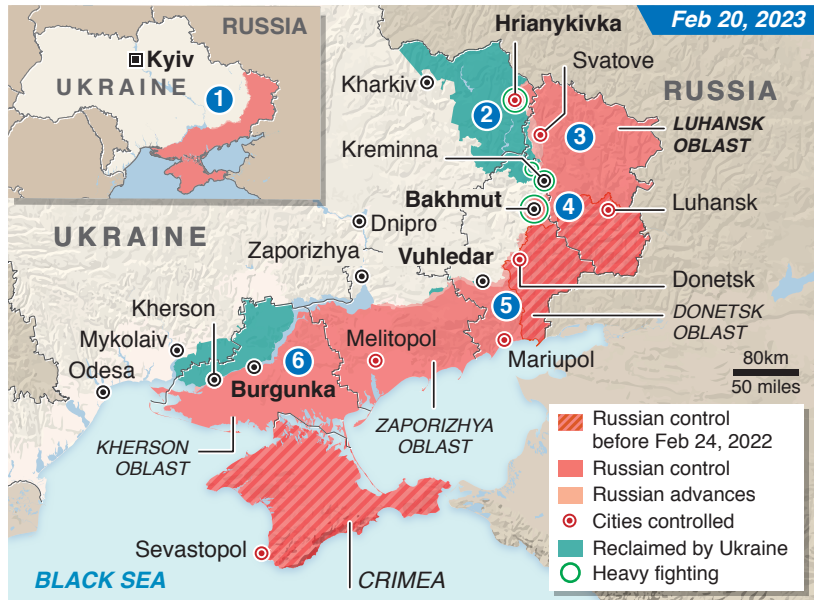 Feb 20, 2023
RUSSIA
Kyiv
UKRAINE
1
Hrianykivka
Svatove
Kharkiv
RUSSIA
2
3
LUHANSK
OBLAST
Kreminna
Bakhmut
4
Luhansk
Dnipro
UKRAINE
Zaporizhya
Vuhledar
Donetsk
Kherson
5
DONETSK
OBLAST
Mykolaiv
6
Melitopol
Mariupol
Odesa
Burgunka
80km
50 miles
KHERSON
OBLAST
ZAPORIZHYA
OBLAST
Russian control
before Feb 24, 2022
Russian control
Russian advances
Cities controlled
Reclaimed by Ukraine
Heavy fighting
Sevastopol
BLACK SEA
CRIMEA